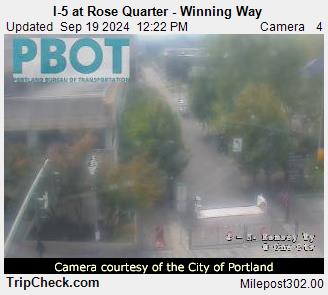 I-5 at Rose Quarter - Winning Way
Updated Sep 19 2024 12:22 PM Camera 4
PBOT
PORTLAND BUREAU OF TRANSPORTATION
Camera courtesy of the City of Portland
TripCheck.com Milepost302.00